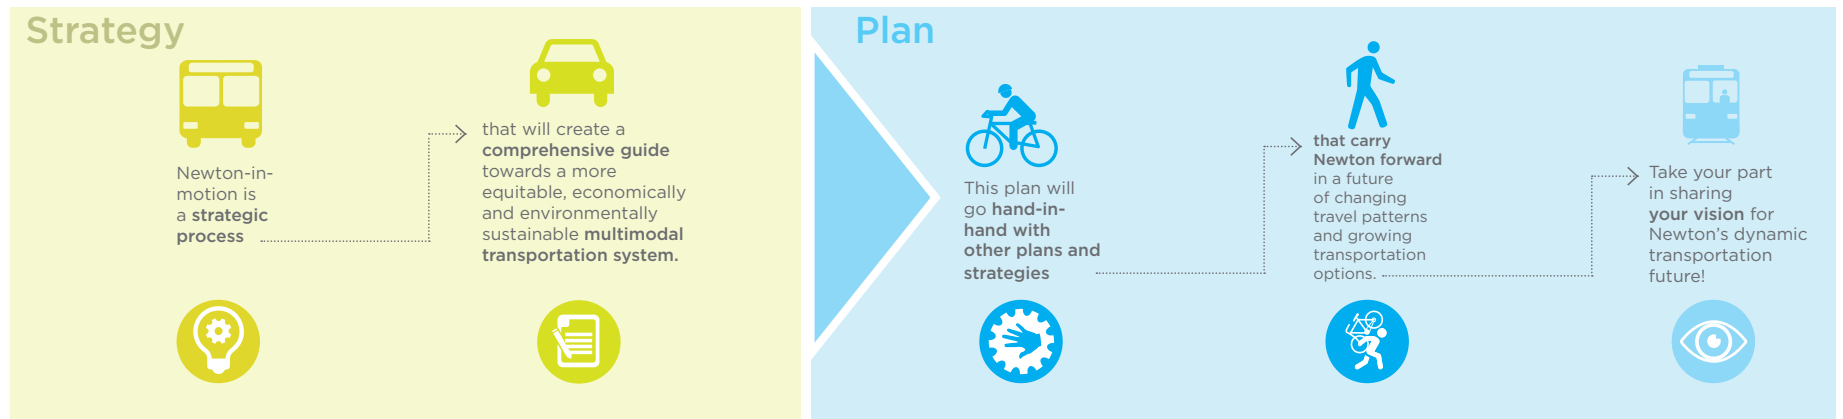 Strategy
Newton-in-
motion is
a strategic
process
that will create a
comprehensive guide
towards a more
equitable, economically
and environmentally
sustainable multimodal
transportation system.
Plan
This plan will
go hand-in-
hand with
other plans and
strategies
that carry
Newton forward
in a future
of changing
travel patterns
and growing
transportation
options.
Take your part
in sharing
your vision for
Newton's dynamic
transportation
future!